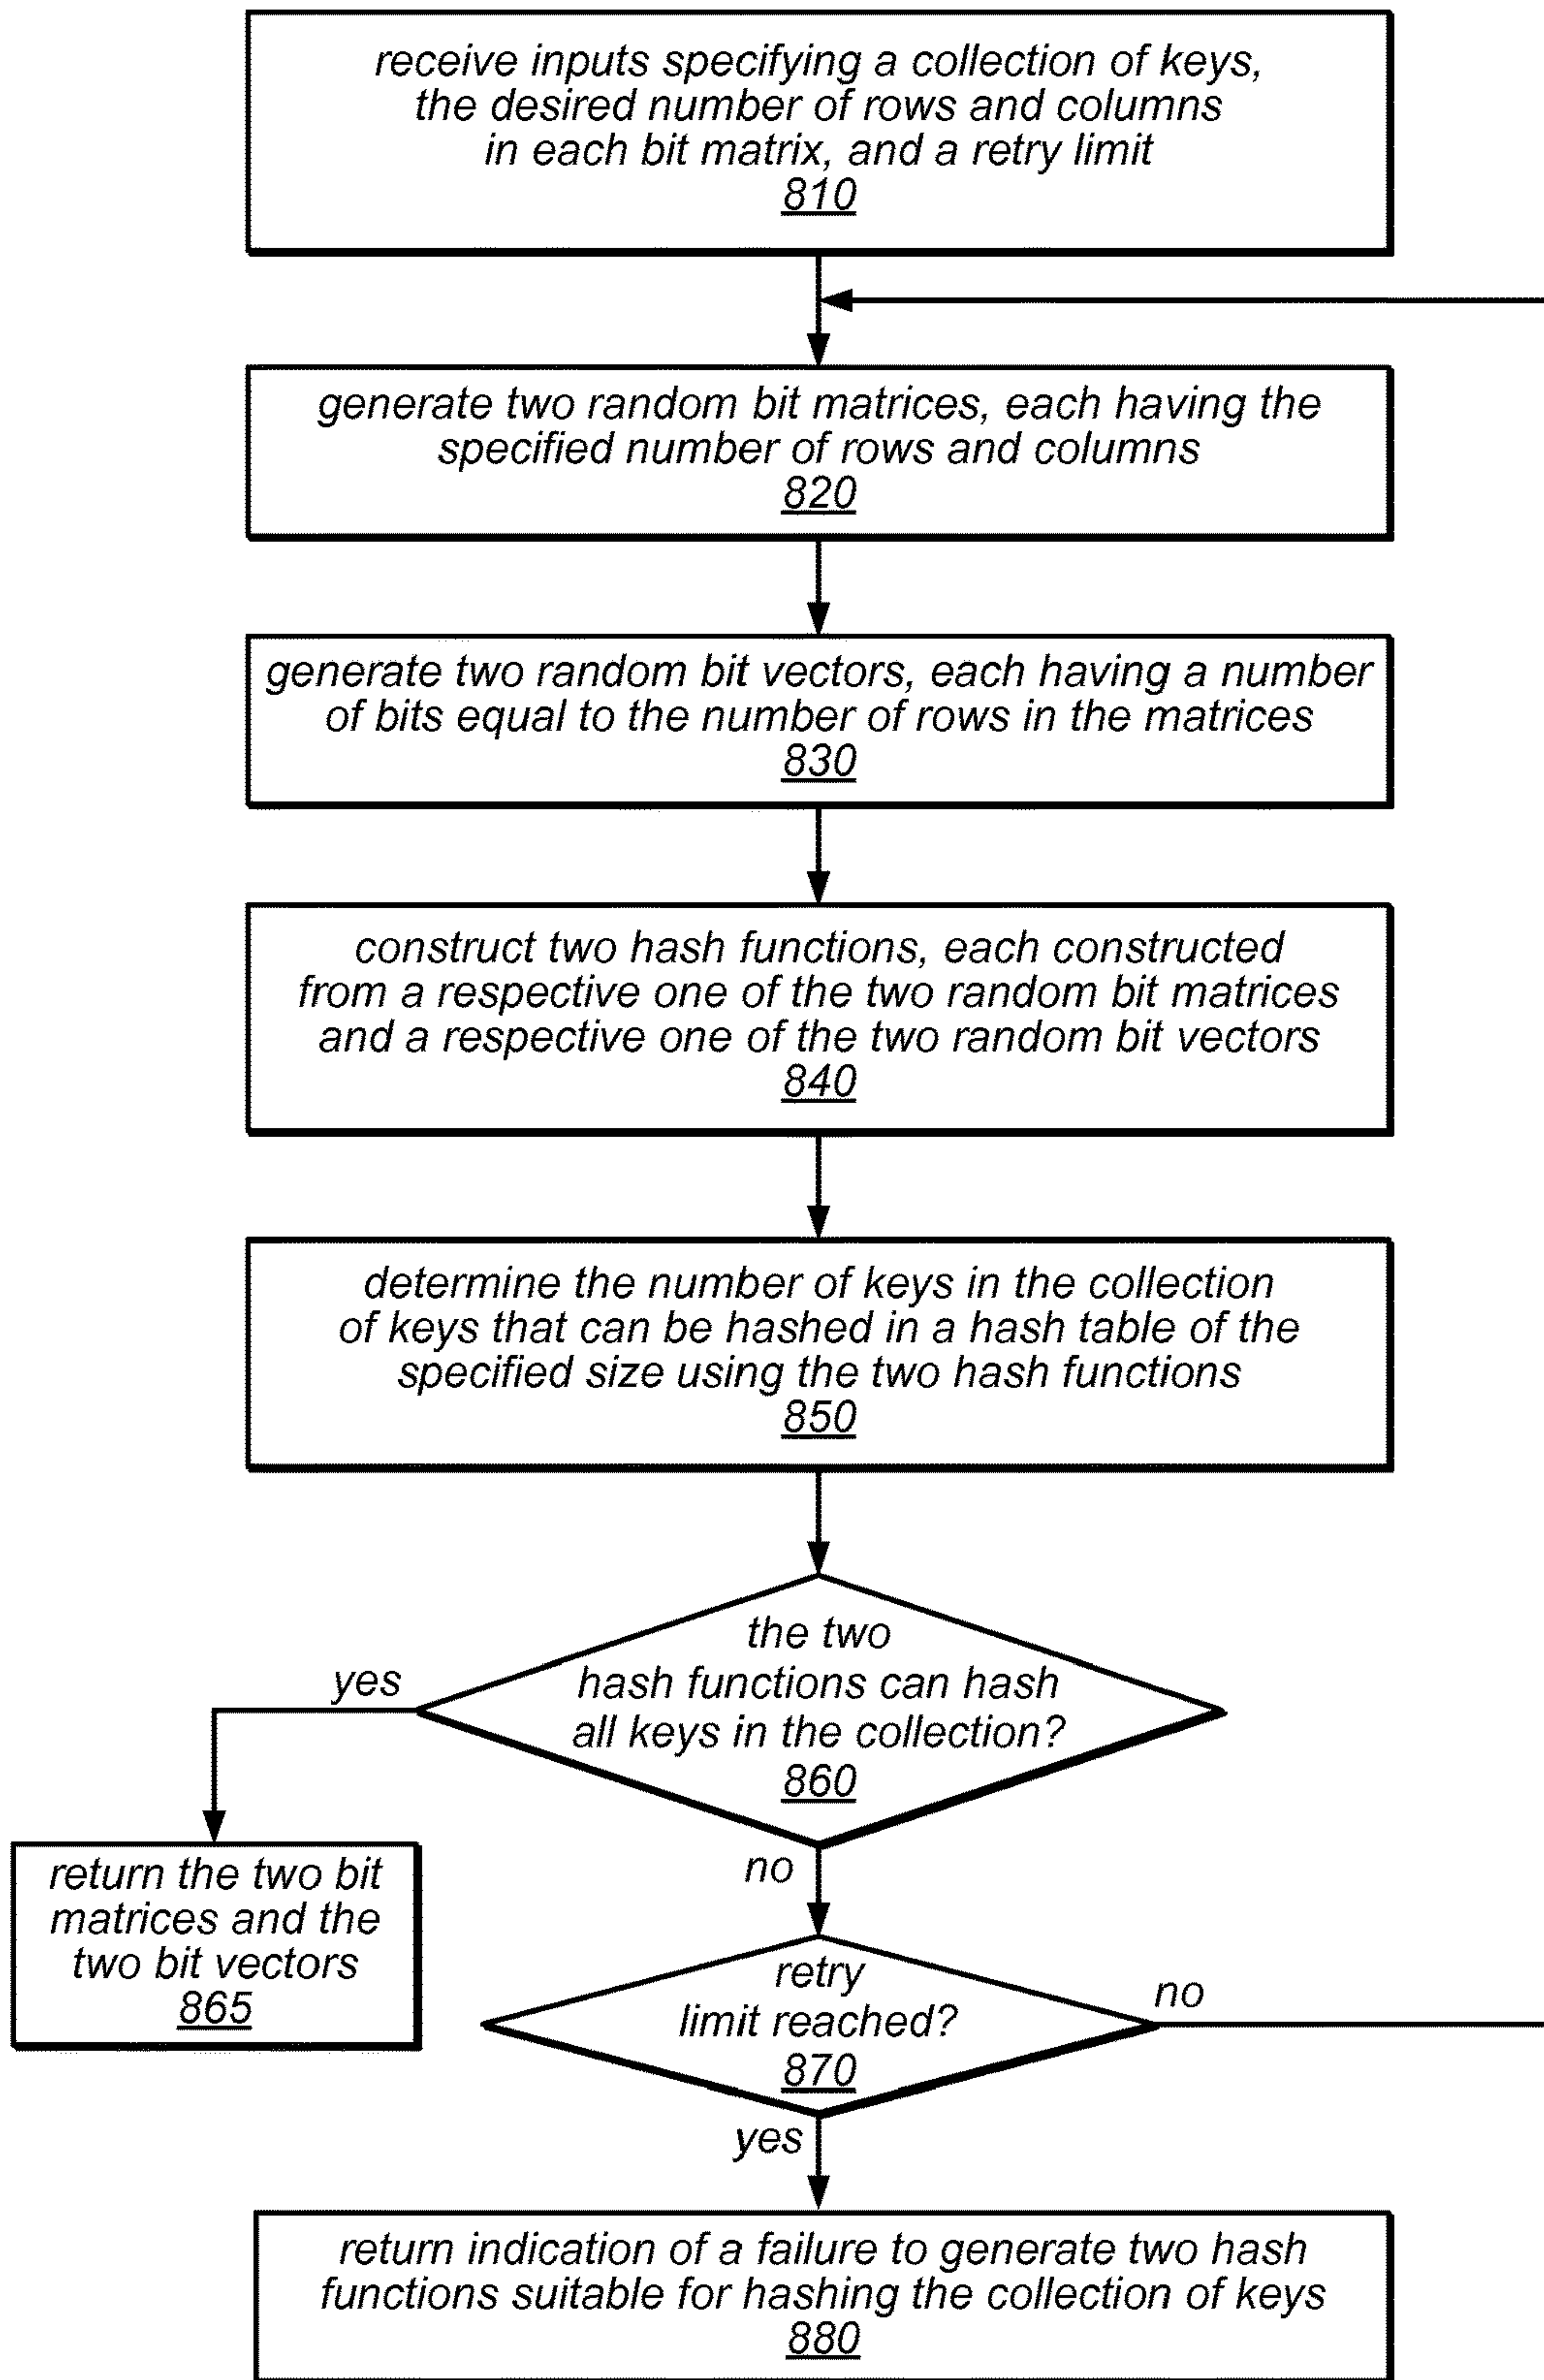 receive inputs specifying a collection of keys,
the desired number of rows and columns
in each bit matrix, and a retry limit
810
generate two random bit matrices, each having the
specified number of rows and columns
820
generate two random bit vectors, each having a number
of bits equal to the number of rows in the matrices
830
construct two hash functions, each constructed
from a respective one of the two random bit matrices
and a respective one of the two random bit vectors
840
determine the number of keys in the collection
of keys that can be hashed in a hash table of the
specified size using the two hash functions
850
the two
hash functions can hash
all keys in the collection?
860
yes
return the two bit
matrices and the
two bit vectors
865
no
retry
limit reached?
870
no
yes
return indication of a failure to generate two hash
functions suitable for hashing the collection of keys
880